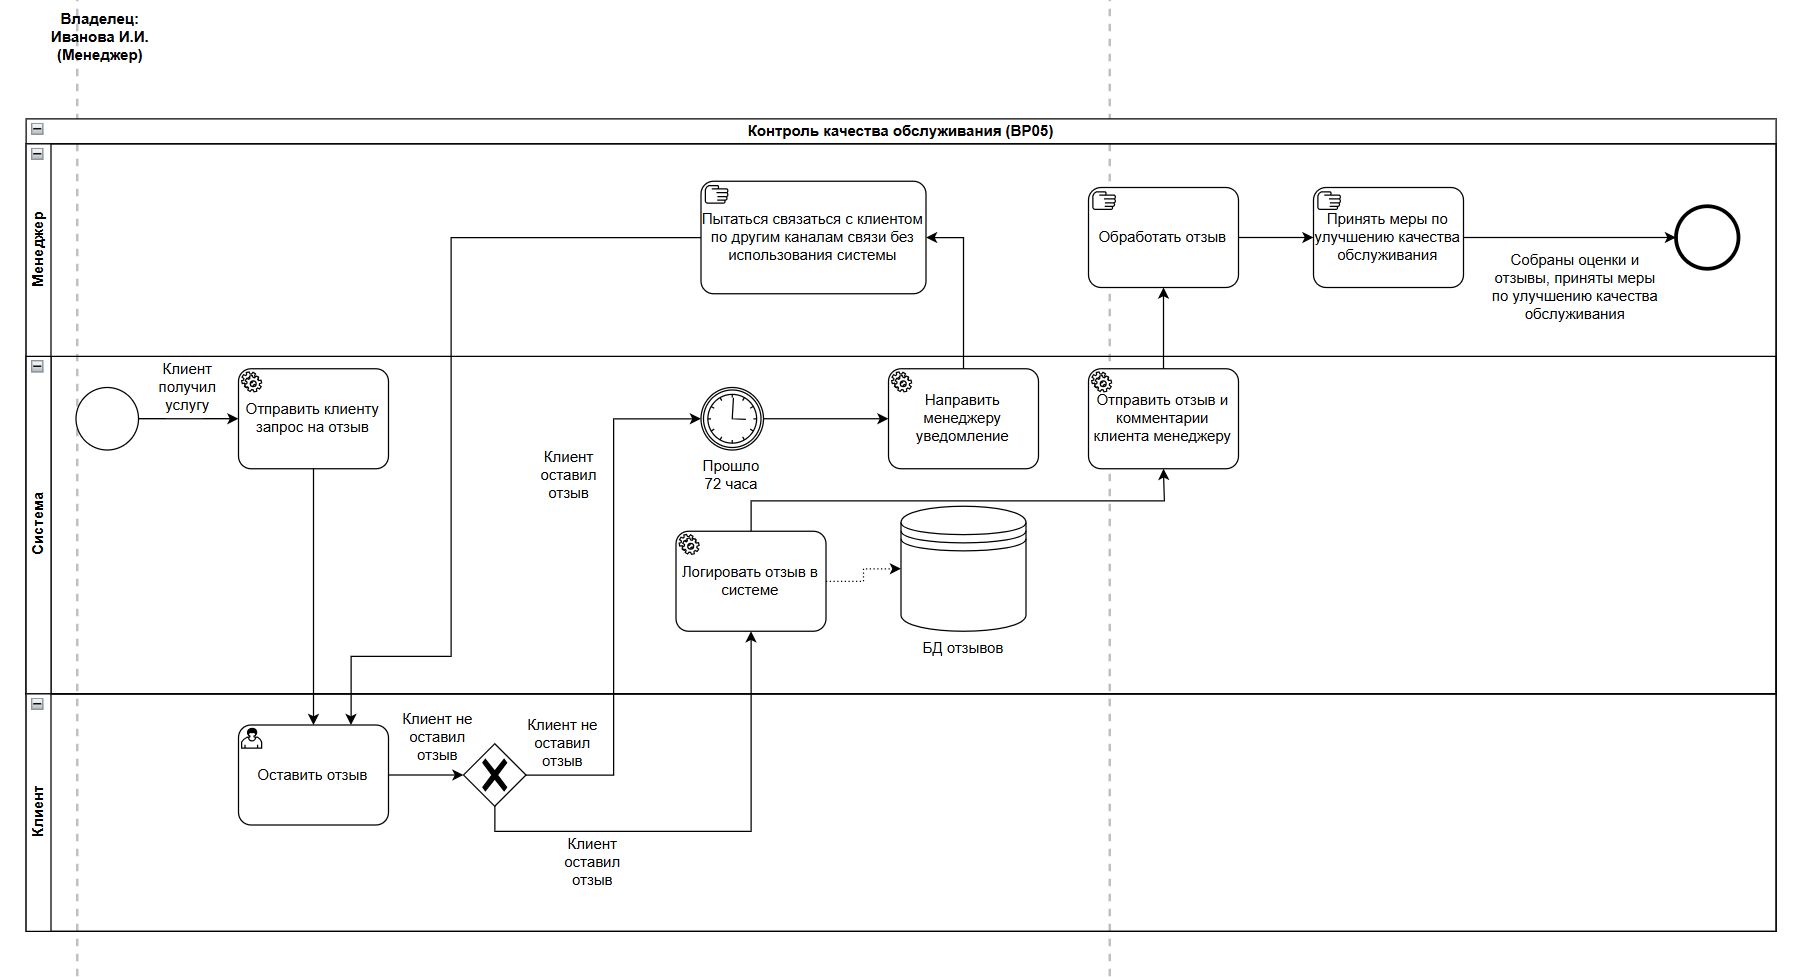 Владелец:
Иванова И.И.
(Менеджер)
Контроль качества обслуживания (BP05)
Менеджер
Пытаться связаться с клиентом
по другим каналам связи без
использования системы
Обработать отзыв
Принять меры по
улучшению качества
обслуживания
Собраны оценки и
отзывы, приняты меры
по улучшению качества
обслуживания
Система
Клиент
получил
услугу
Отправить клиенту
запрос на отзыв
Клиент
оставил
отзыв
Прошло
72 часа
Направить
менеджеру
уведомление
Отправить отзыв и
комментарии
клиента менеджеру
Логировать отзыв в
системе
БД отзывов
Клиент
Оставить отзыв
Клиент не
оставил
отзыв
Клиент не
оставил
отзыв
Клиент
оставил
отзыв